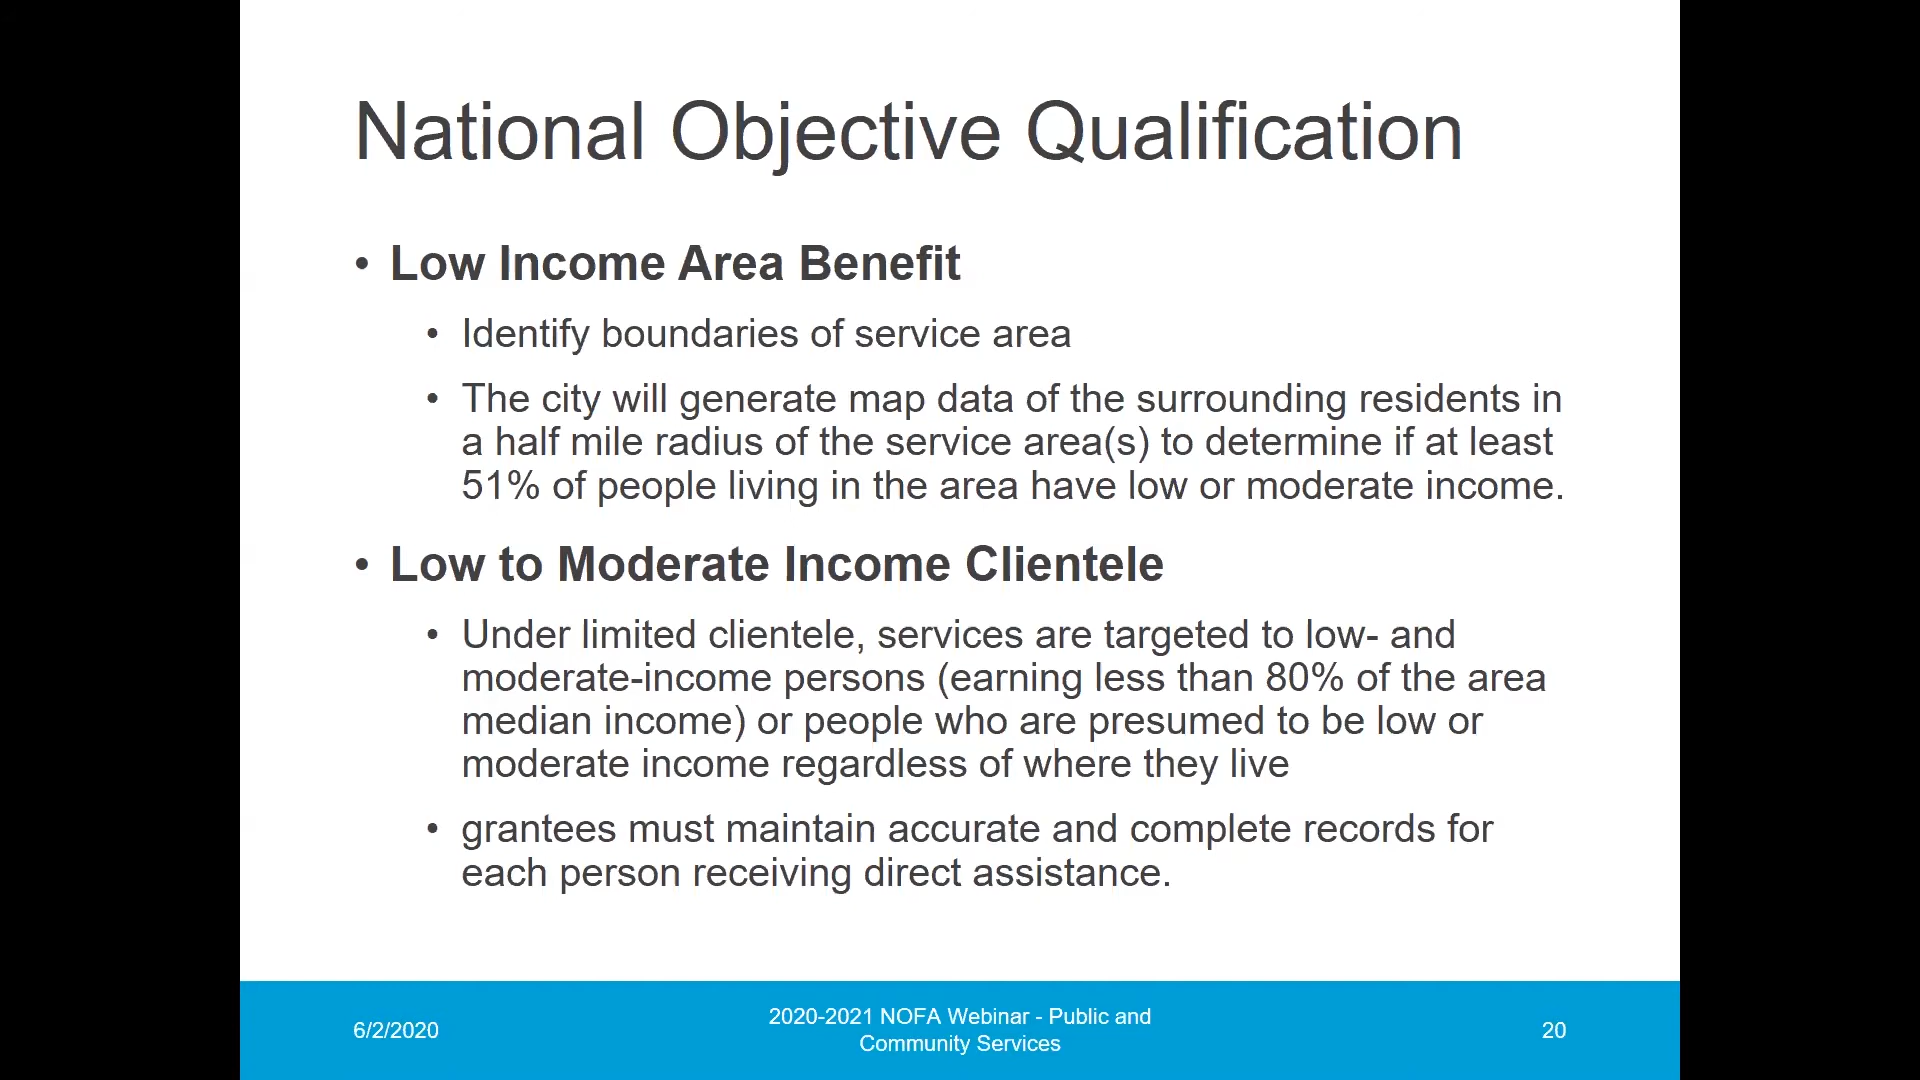 National Objective Qualification
• Low Income Area Benefit
• Identify boundaries of service area
• The city will generate map data of the surrounding residents in
a half mile radius of the service area(s) to determine if at least
51% of people living in the area have low or moderate income.
• Low to Moderate Income Clientele
• Under limited clientele, services are targeted to low- and
moderate-income persons (earning less than 80% of the area
median income) or people who are presumed to be low or
moderate income regardless of where they live
• grantees must maintain accurate and complete records for
each person receiving direct assistance.
6/2/2020
2020-2021 NOFA Webinar - Public and
Community Services
20